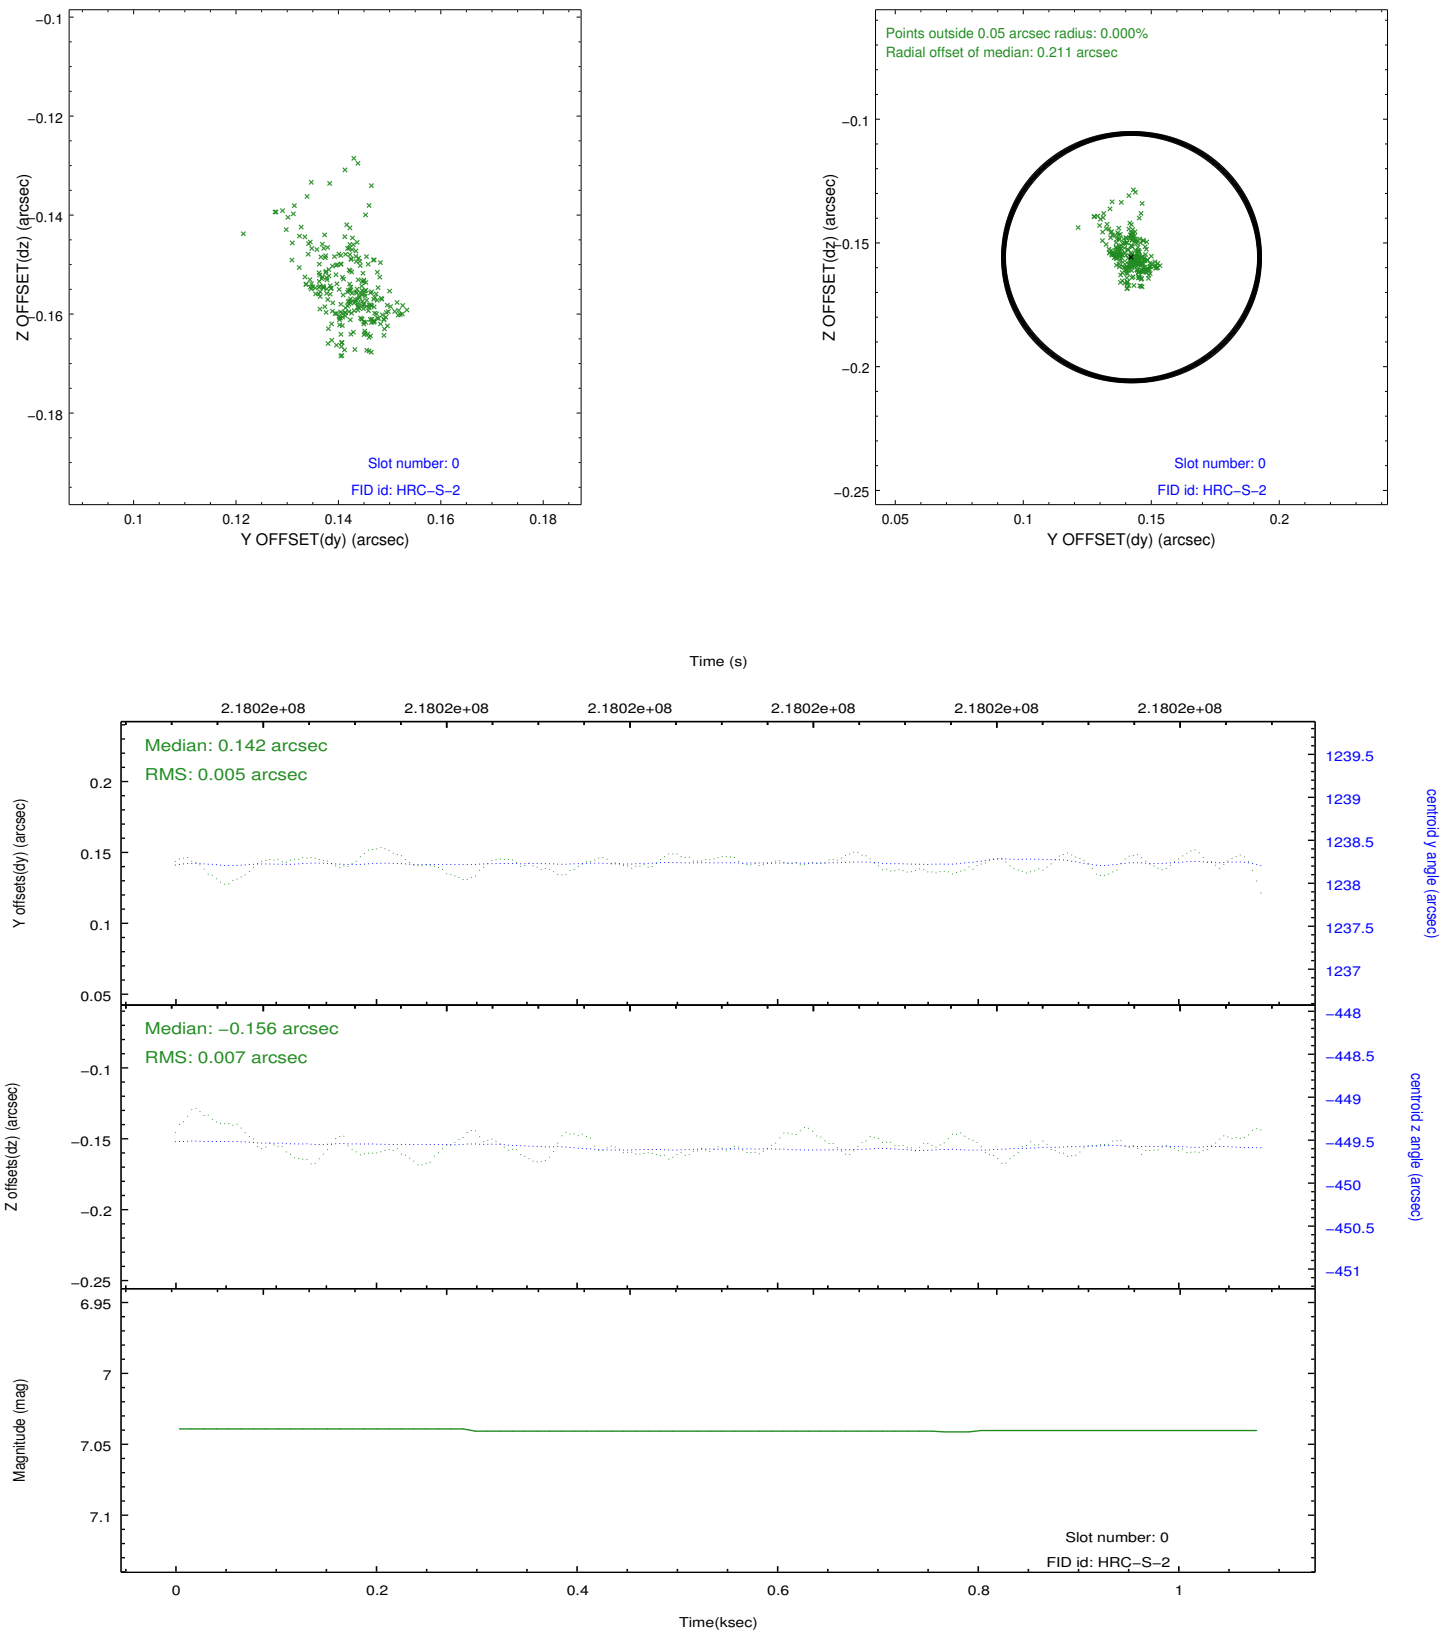 −0.1
−0.12
−0.14
−0.16
−0.18
Z OFFSET(dz) (arcsec)
Slot number: 0
FID id: HRC−S−2
0.1 0.12 0.14 0.16 0.18
Y OFFSET(dy) (arcsec)
Points outside 0.05 arcsec radius: 0.000%
Radial offset of median: 0.211 arcsec
−0.1
−0.15
−0.2
−0.25
Z OFFSET(dz) (arcsec)
Slot number: 0
FID id: HRC−S−2
0.05 0.1 0.15 0.2
Y OFFSET(dy) (arcsec)
Time (s)
2.1802e+08 2.1802e+08 2.1802e+08 2.1802e+08 2.1802e+08 2.1802e+08
Median: 0.142 arcsec
RMS: 0.005 arcsec
0.2
0.15
0.1
0.05
Y offsets(dy) (arcsec)
1239.5
1239
1238.5
1238
1237.5
1237
centroid y angle (arcsec)
Median: −0.156 arcsec
RMS: 0.007 arcsec
−0.1
−0.15
−0.2
−0.25
Z offsets(dz) (arcsec)
−448
−448.5
−449
−449.5
−450
−450.5
−451
centroid z angle (arcsec)
6.95
7
7.05
7.1
Magnitude (mag)
Slot number: 0
FID id: HRC−S−2
0 0.2 0.4 0.6 0.8 1
Time(ksec)